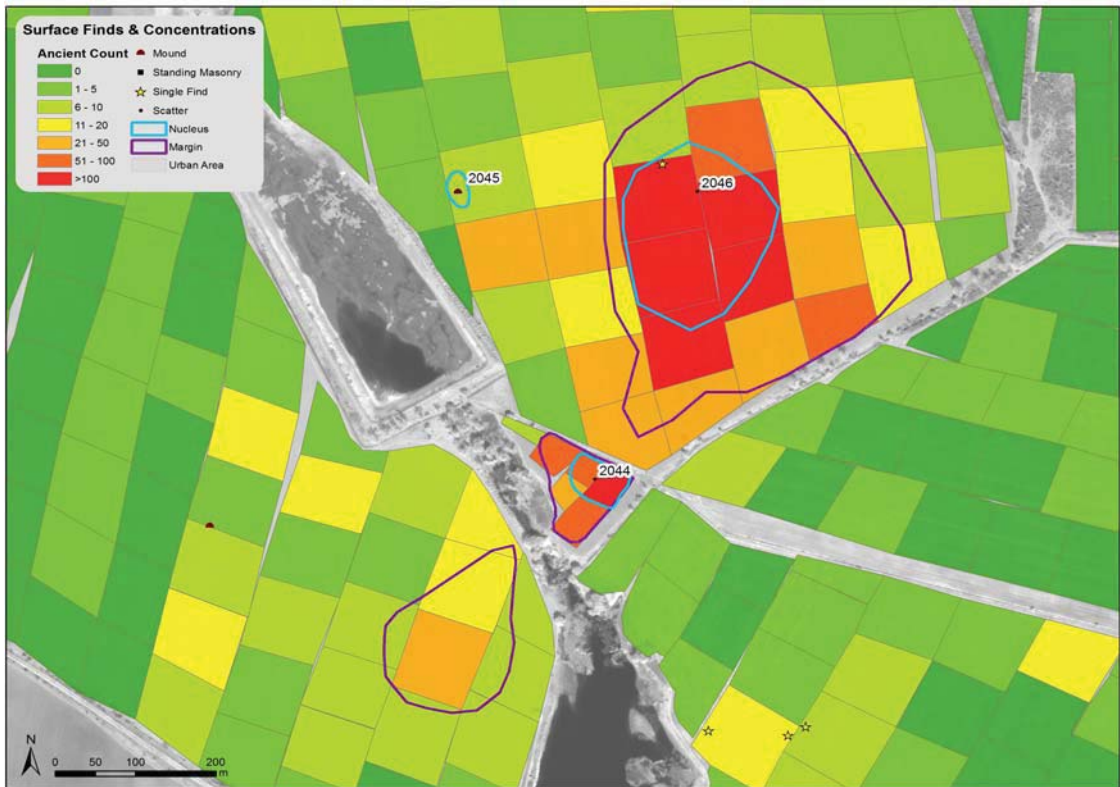 Surface Finds & Concentrations
Ancient Count
0
1 - 5
6 - 10
11 - 20
21 - 50
51 - 100
>100
Mound
Standing Masonry
Single Find
Scatter
Nucleus
Margin
Urban Area
2045
2046
2044
N
0 50 100 200
m